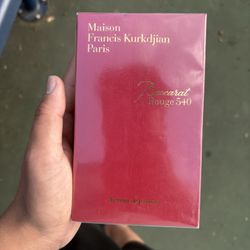 Maison
Francis Kurkdjian
Paris
Baccarat
Rouge 540